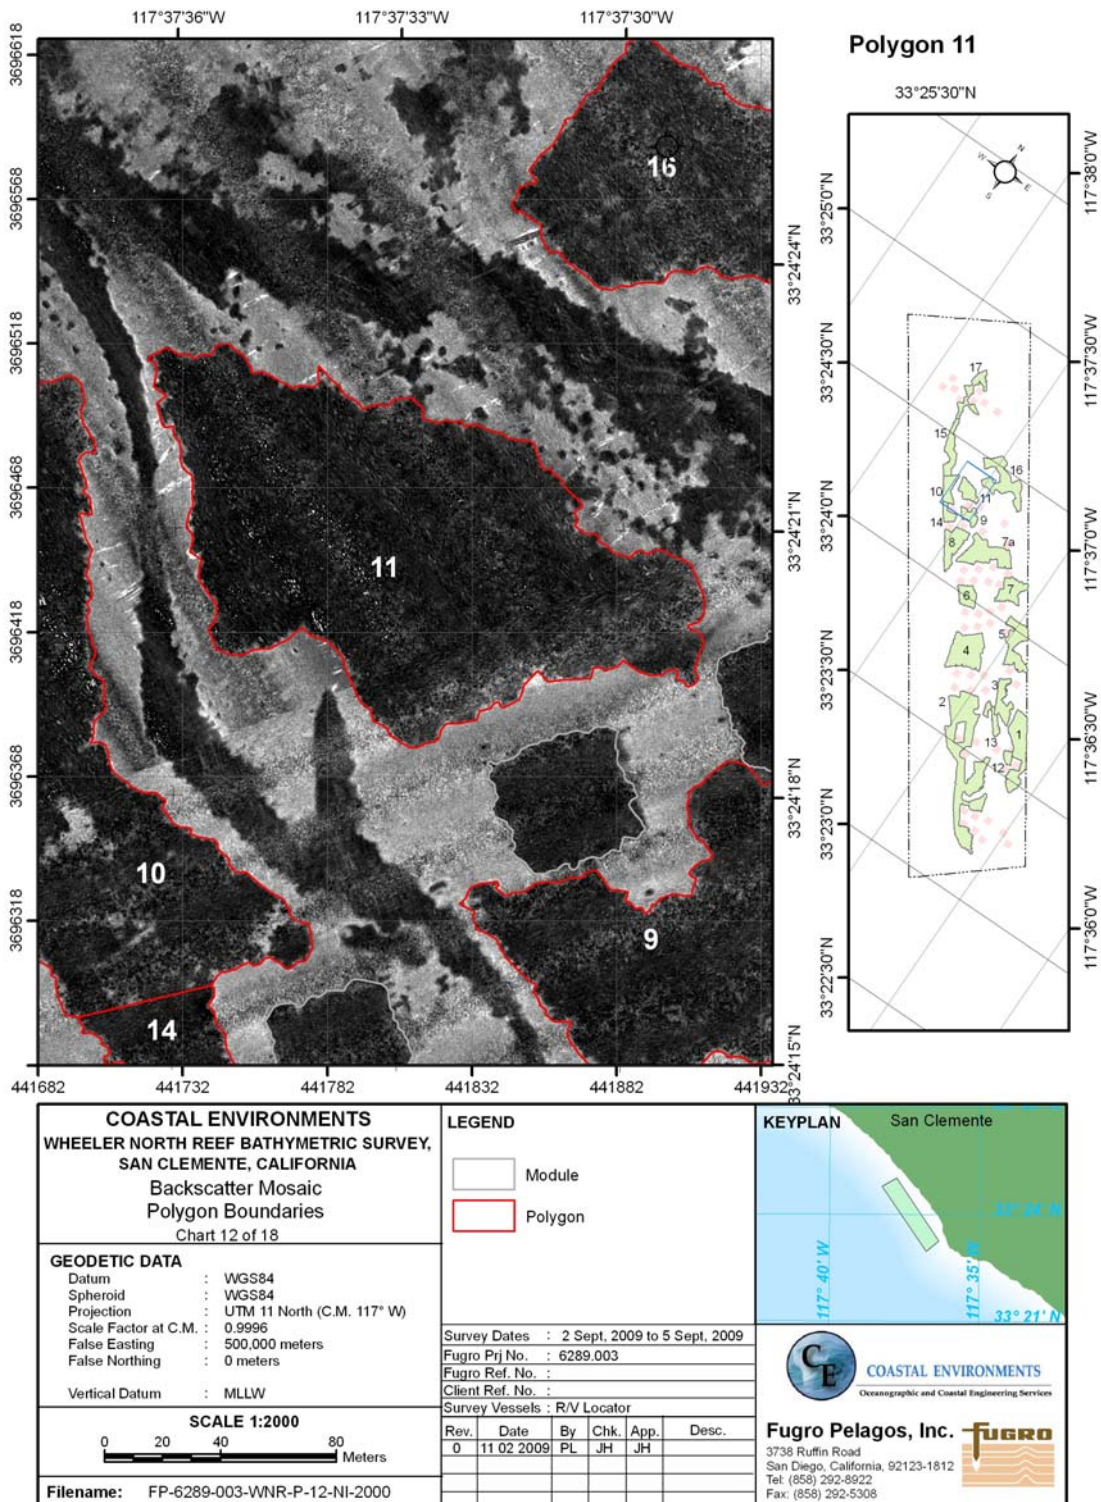 117°37'36"W
117°37'33"W
117°37'30"W
Polygon 11
3696618
3696568
3696518
3696468
3696418
3696368
3696318
16
11
10
9
14
33°24'24"N
33°24'21"N
33°24'18"N
33°24'15"N
441682
441732
441782
441832
441882
441932
33°25'30"N
N
W
E
S
33°25'0"N
33°24'30"N
33°24'0"N
33°23'30"N
33°23'0"N
33°22'30"N
117°38'0"W
117°37'30"W
117°37'0"W
117°36'30"W
117°36'0"W
17
15
16
10
11
14
9
8
7a
6
7
5
4
3
2
1
13
12
COASTAL ENVIRONMENTS
WHEELER NORTH REEF BATHYMETRIC SURVEY,
SAN CLEMENTE, CALIFORNIA
Backscatter Mosaic
Polygon Boundaries
Chart 12 of 18
GEODETIC DATA
Datum : WGS84
Spheroid : WGS84
Projection : UTM 11 North (C.M. 117° W)
Scale Factor at C.M. : 0.9996
False Easting : 500,000 meters
False Northing : 0 meters
Vertical Datum : MLLW
SCALE 1:2000
0 20 40 80
Meters
Filename: FP-6289-003-WNR-P-12-NI-2000
LEGEND
Module
Polygon
Survey Dates : 2 Sept, 2009 to 5 Sept, 2009
Fugro Prj No. : 6289.003
Fugro Ref. No. :
Client Ref. No. :
Survey Vessels : R/V Locator
Rev. Date By Chk. App. Desc.
0 11 02 2009 PL JH JH
KEYPLAN
San Clemente
33° 24' N
117° 40' W
117° 35' W
33° 21' N
CE
COASTAL ENVIRONMENTS
Oceanographic and Coastal Engineering Services
Fugro Pelagos, Inc.
3738 Ruffin Road
San Diego, California, 92123-1812
Tel: (858) 292-8922
Fax: (858) 292-5308
FUGRO